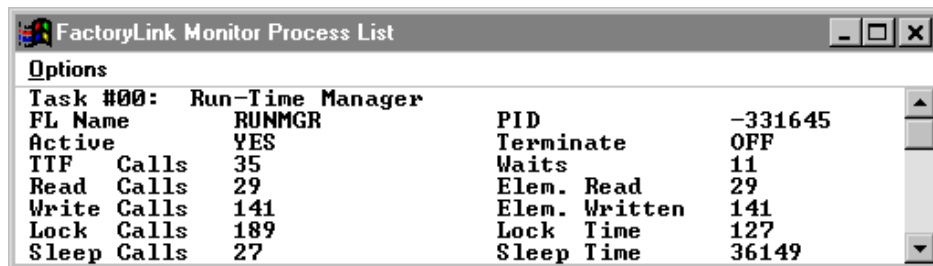 FactoryLink Monitor Process List
Options
Task #00: Run-Time Manager
FL Name RUNMGR PID -331645
Active YES Terminate OFF
TTF Calls 35 Waits 11
Read Calls 29 Elem. Read 29
Write Calls 141 Elem. Written 141
Lock Calls 189 Lock Time 127
Sleep Calls 27 Sleep Time 36149